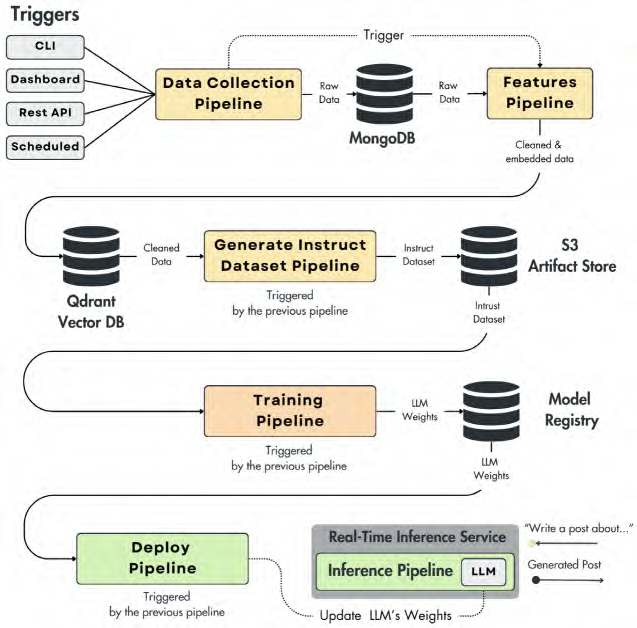 Triggers
CLI
Dashboard
Rest API
Scheduled
Data Collection
Pipeline
Trigger
Raw
Data
MongoDB
Raw
Data
Features
Pipeline
Cleaned &
embedded data
Qdrant
Vector DB
Cleaned
Data
Generate Instruct
Dataset Pipeline
Triggered
by the previous pipeline
Instruct
Dataset
S3
Artifact Store
Intrust
Dataset
Training
Pipeline
Triggered
by the previous pipeline
LLM
Weights
Model
Registry
LLM
Weights
Deploy
Pipeline
Triggered
by the previous pipeline
Real-Time Inference Service
Inference Pipeline
LLM
"Write a post about..."
Generated Post
Update LLM's Weights